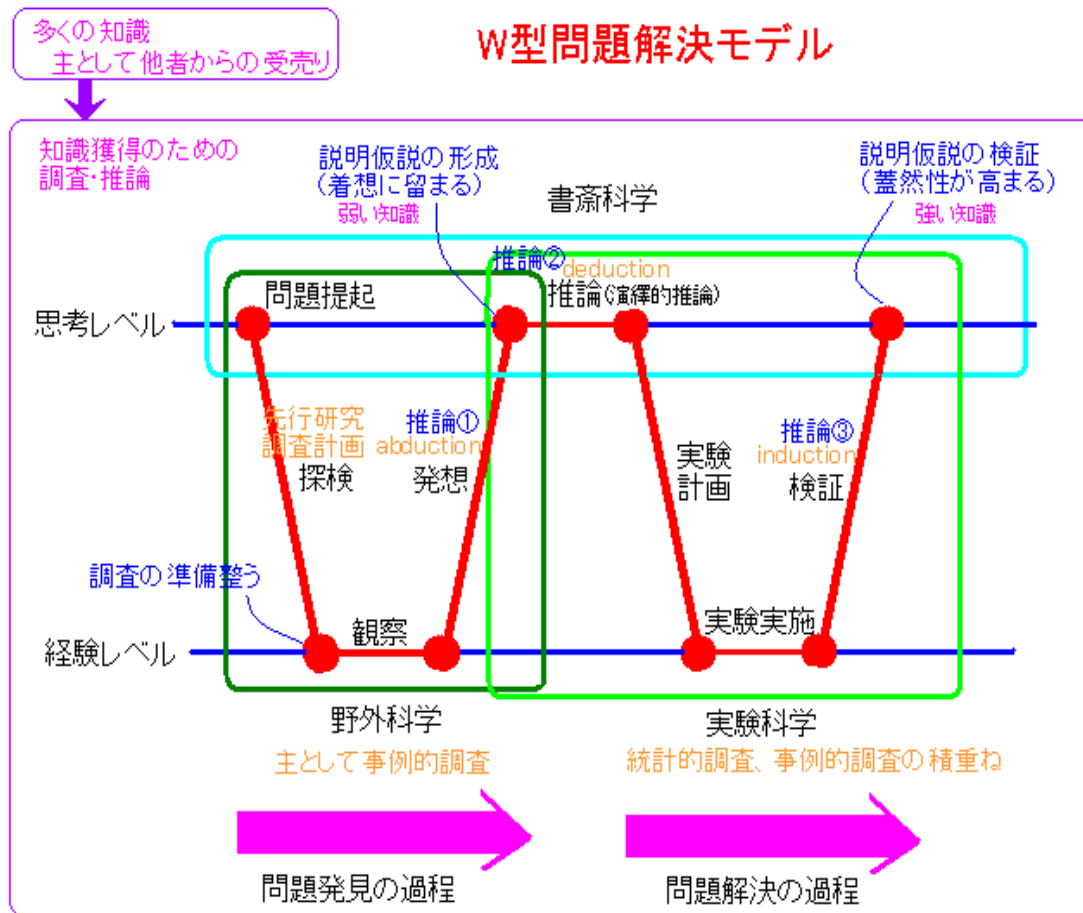 多くの知識
主として他者からの受売り
W型問題解決モデル
知識獲得のための
調査・推論
説明仮説の形成
(着想に留まる)
弱い知識
書斎科学
説明仮説の検証
(蓋然性が高まる)
強い知識
推論②
deduction
推論(演繹的推論)
問題提起
思考レベル
先行研究
調査計画
探検
推論①
abduction
発想
実験
計画
推論③
induction
検証
調査の準備整う
観察
実験実施
経験レベル
野外科学
実験科学
主として事例的調査
統計的調査、事例的調査の積重ね
問題発見の過程
問題解決の過程